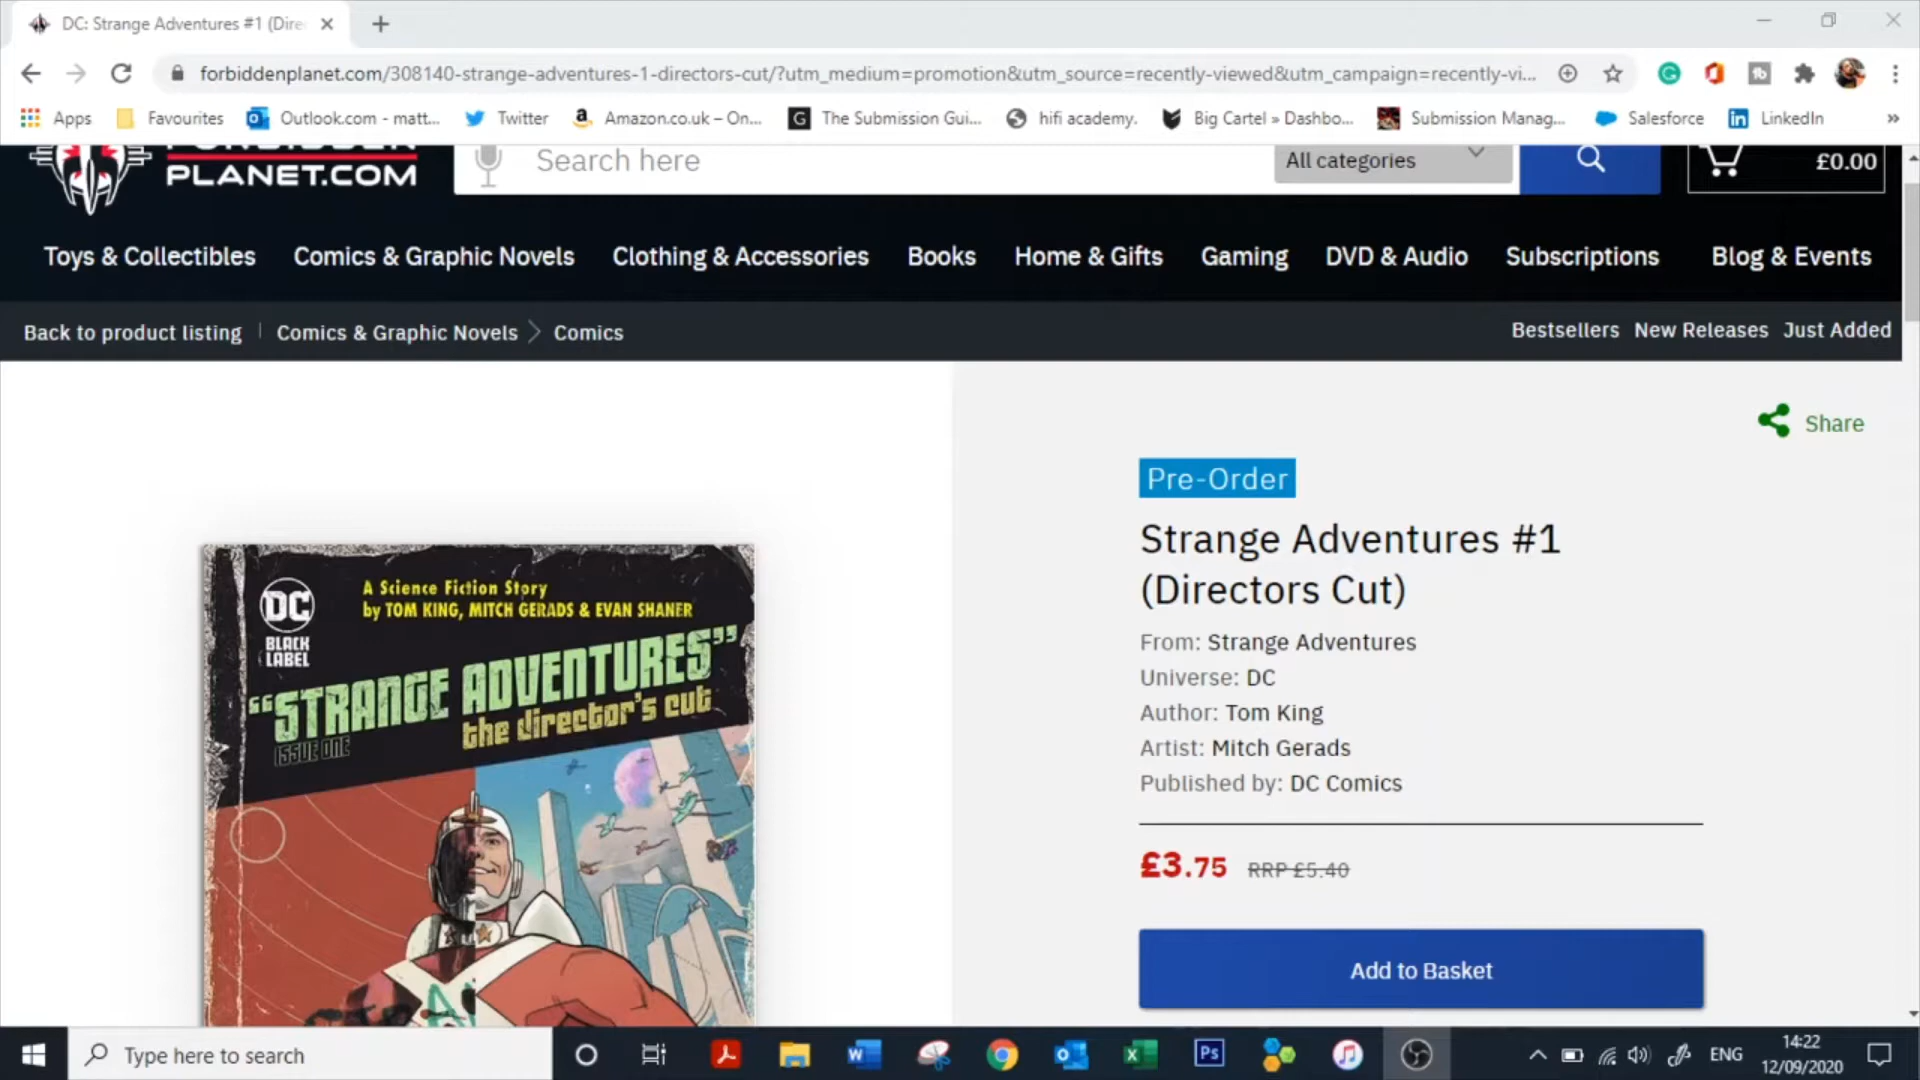 DC: Strange Adventures #1 (Dire
forbiddenplanet.com/308140-strange-adventures-1-directors-cut/?utm_medium=promotion&utm_source=recently-viewed&utm_campaign=recently-vi...
Apps Favourites Outlook.com - matt... Twitter Amazon.co.uk – On... The Submission Gui... hifi academy. Big Cartel » Dashbo... Submission Manag... Salesforce LinkedIn »
FORBIDDEN
PLANET.COM
Search here
All categories
£0.00
Toys & Collectibles Comics & Graphic Novels Clothing & Accessories Books Home & Gifts Gaming DVD & Audio Subscriptions Blog & Events
Back to product listing Comics & Graphic Novels Comics Bestsellers New Releases Just Added
Share
Pre-Order
Strange Adventures #1
(Directors Cut)
From: Strange Adventures
Universe: DC
Author: Tom King
Artist: Mitch Gerads
Published by: DC Comics
£3.75 RRP £5.40
Add to Basket
DC
BLACK
LABEL
A Science Fiction Story
by TOM KING, MITCH GERADS & EVAN SHANER
“STRANGE ADVENTURES”
the director's cut
ISSUE ONE
Type here to search
ENG
14:22
12/09/2020